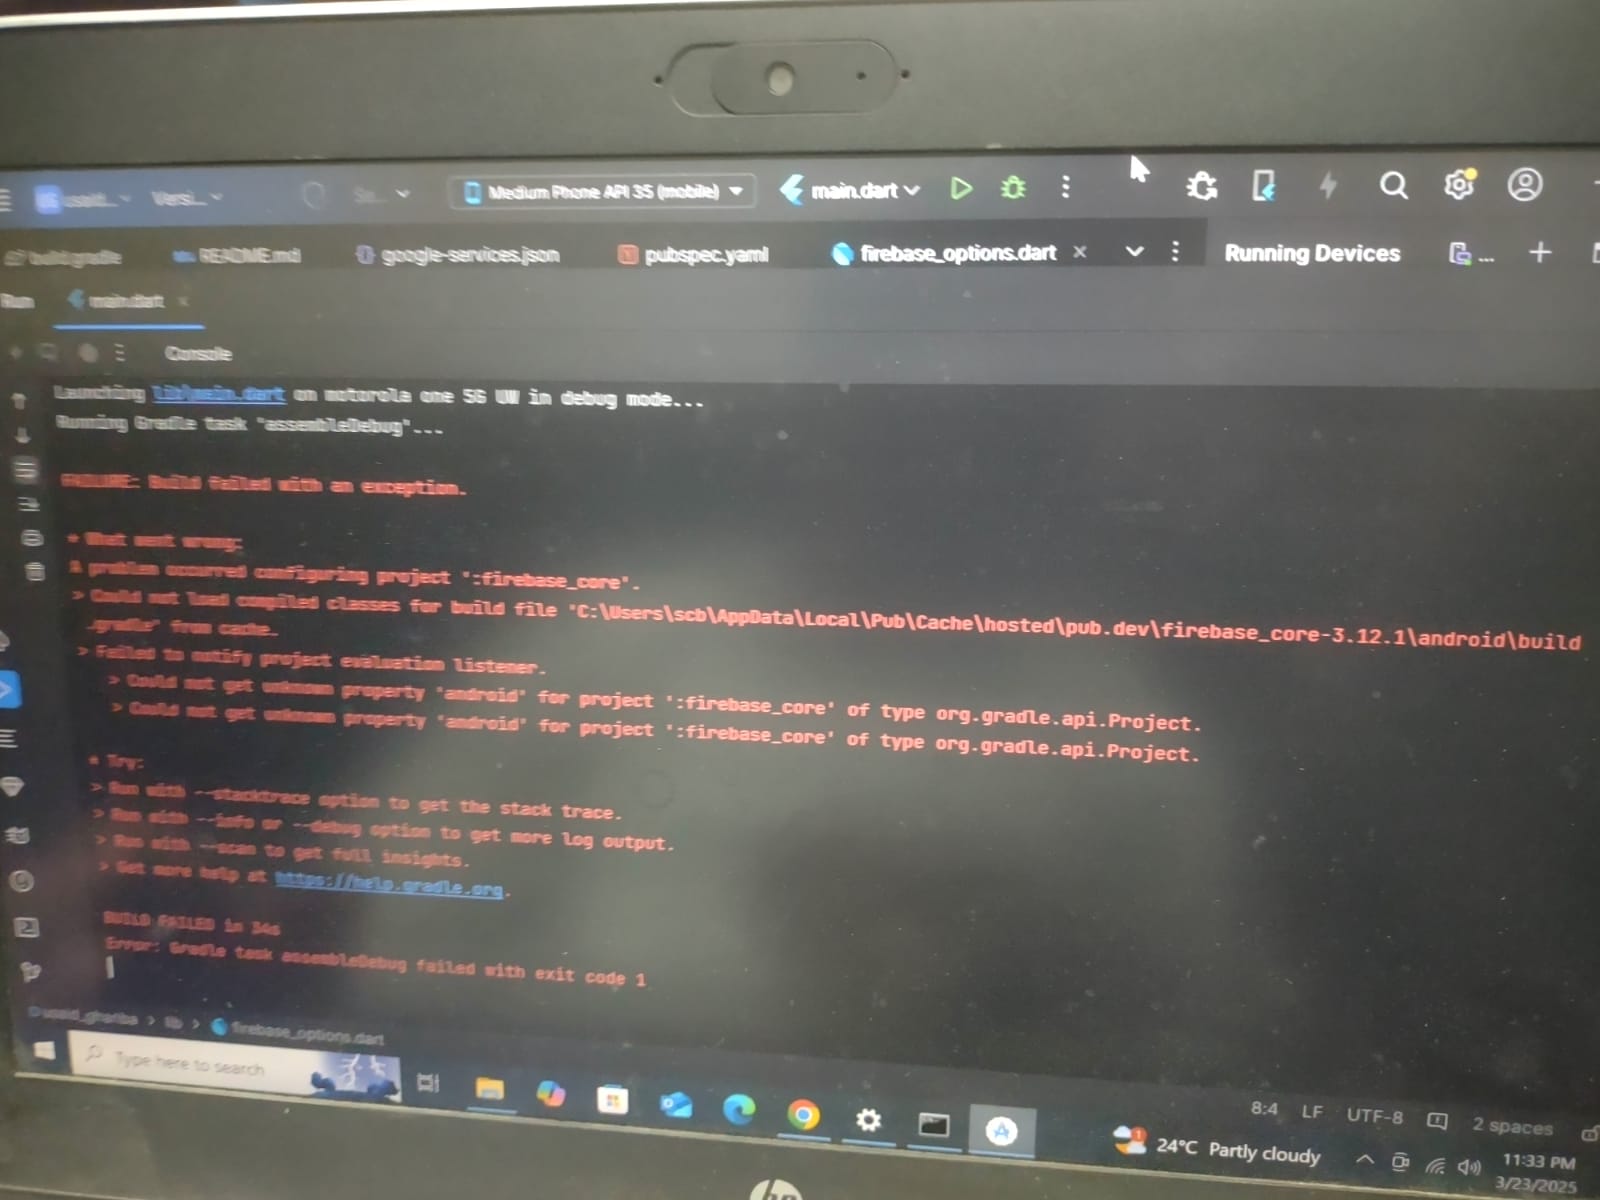 Versi...
Se...
Medium Phone API 35 (mobile)
main.dart
build.gradle
README.md
google-services.json
pubspec.yaml
firebase_options.dart
Running Devices
Run
main.dart
Console
Launching lib\main.dart on motorola one 5G UW in debug mode...
Running Gradle task 'assembleDebug'...
FAILURE: Build failed with an exception.
* What went wrong:
A problem occurred configuring project ':firebase_core'.
> Could not load compiled classes for build file 'C:\Users\scb\AppData\Local\Pub\Cache\hosted\pub.dev\firebase_core-3.12.1\android\build
.gradle' from cache.
> Failed to notify project evaluation listener.
> Could not get unknown property 'android' for project ':firebase_core' of type org.gradle.api.Project.
> Could not get unknown property 'android' for project ':firebase_core' of type org.gradle.api.Project.
* Try:
> Run with --stacktrace option to get the stack trace.
> Run with --info or --debug option to get more log output.
> Run with --scan to get full insights.
> Get more help at https://help.gradle.org.
BUILD FAILED in 34s
Error: Gradle task assembleDebug failed with exit code 1
> lib > firebase_options.dart
8:4 LF UTF-8 2 spaces
Type here to search
24°C Partly cloudy
11:33 PM
3/23/2025
hp